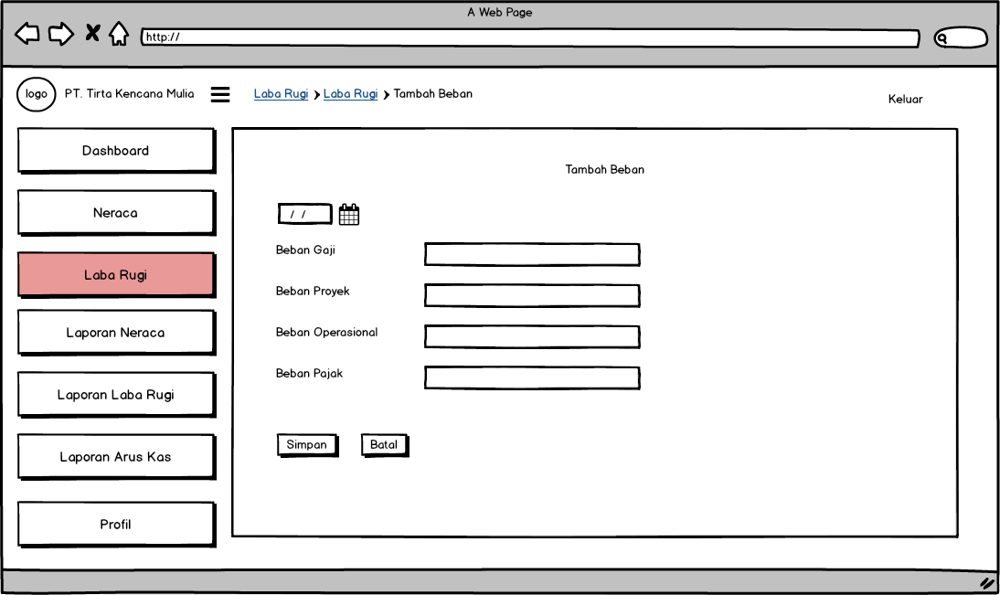 A Web Page
http://
logo
PT. Tirta Kencana Mulia
Laba Rugi
Laba Rugi
Tambah Beban
Keluar
Dashboard
Neraca
Laba Rugi
Laporan Neraca
Laporan Laba Rugi
Laporan Arus Kas
Profil
Tambah Beban
/ /
Beban Gaji
Beban Proyek
Beban Operasional
Beban Pajak
Simpan
Batal